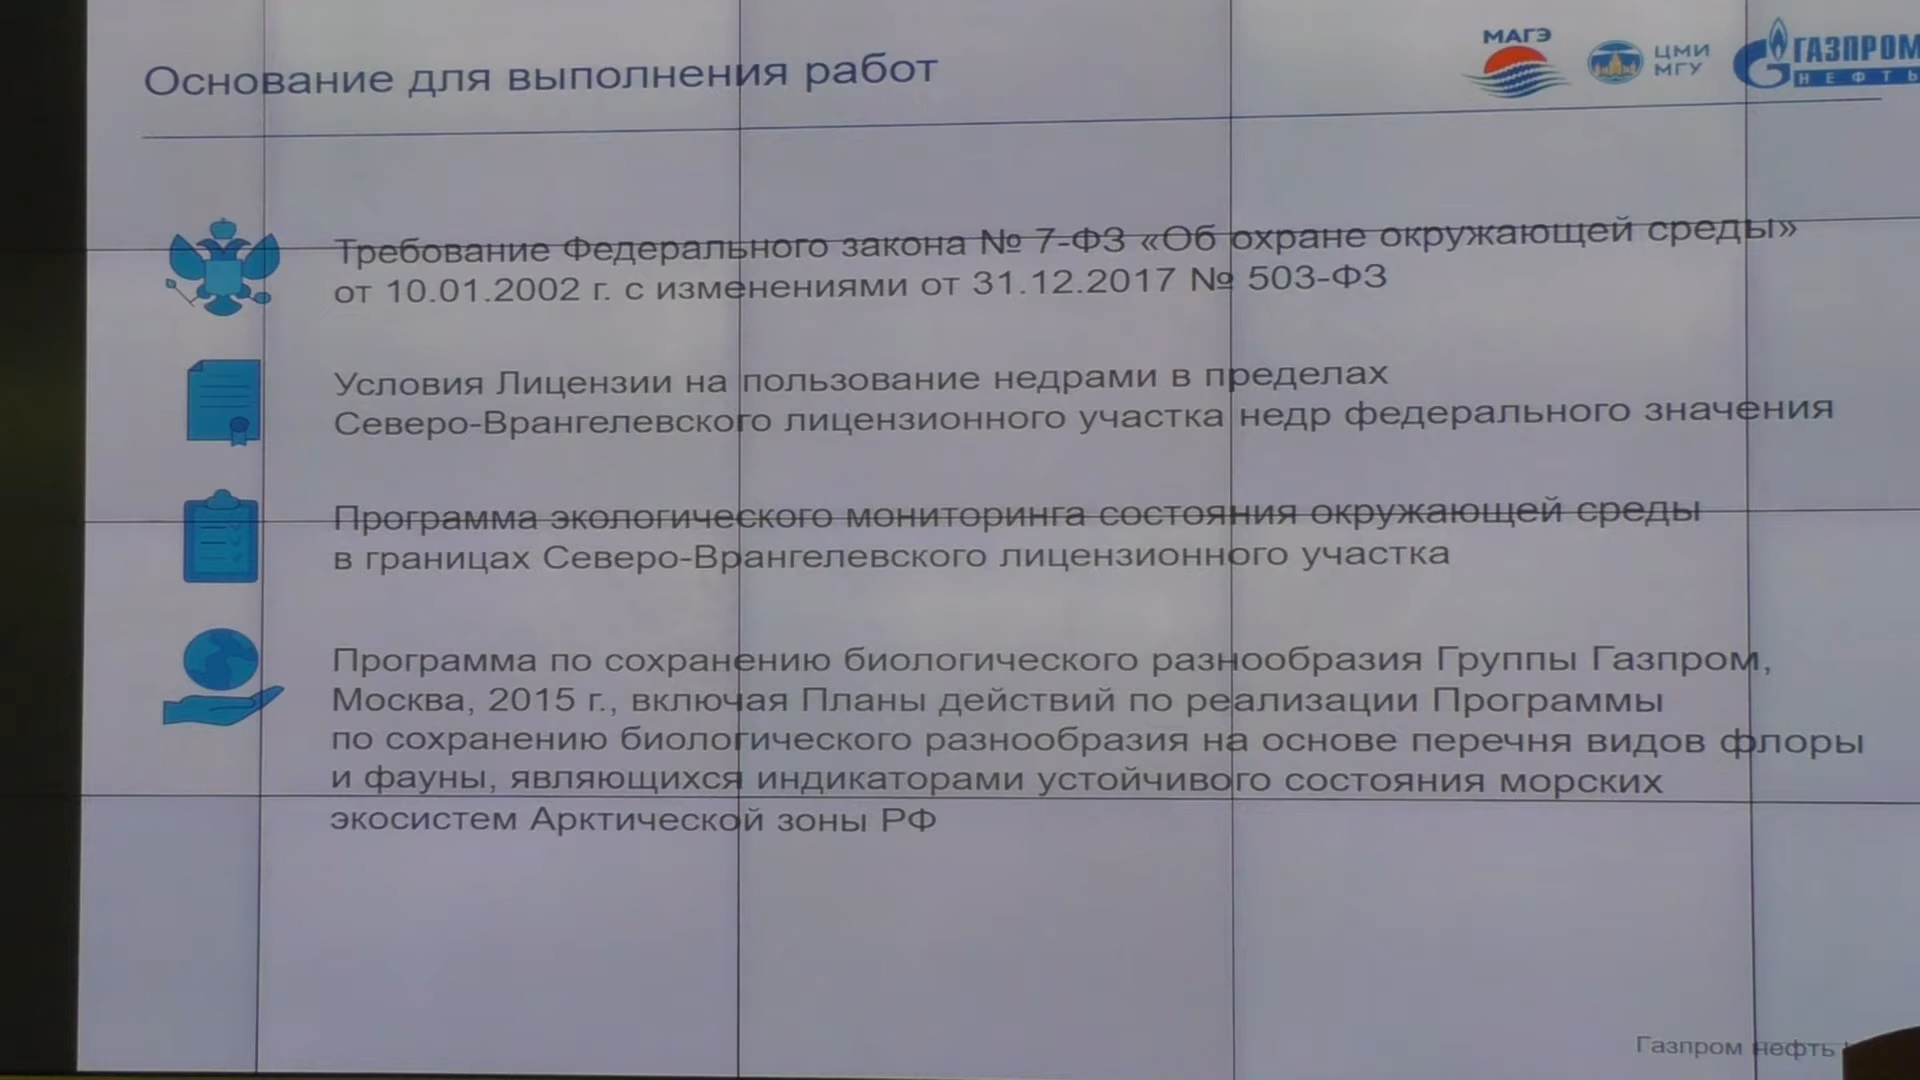 Основание для выполнения работ
МАГЭ
ЦМИ
МГУ
ГАЗПРОМ
НЕФТЬ
Требование Федерального закона № 7-ФЗ «Об охране окружающей среды»
от 10.01.2002 г. с изменениями от 31.12.2017 № 503-ФЗ
Условия Лицензии на пользование недрами в пределах
Северо-Врангелевского лицензионного участка недр федерального значения
Программа экологического мониторинга состояния окружающей среды
в границах Северо-Врангелевского лицензионного участка
Программа по сохранению биологического разнообразия Группы Газпром,
Москва, 2015 г., включая Планы действий по реализации Программы
по сохранению биологического разнообразия на основе перечня видов флоры
и фауны, являющихся индикаторами устойчивого состояния морских
экосистем Арктической зоны РФ
Газпром нефть